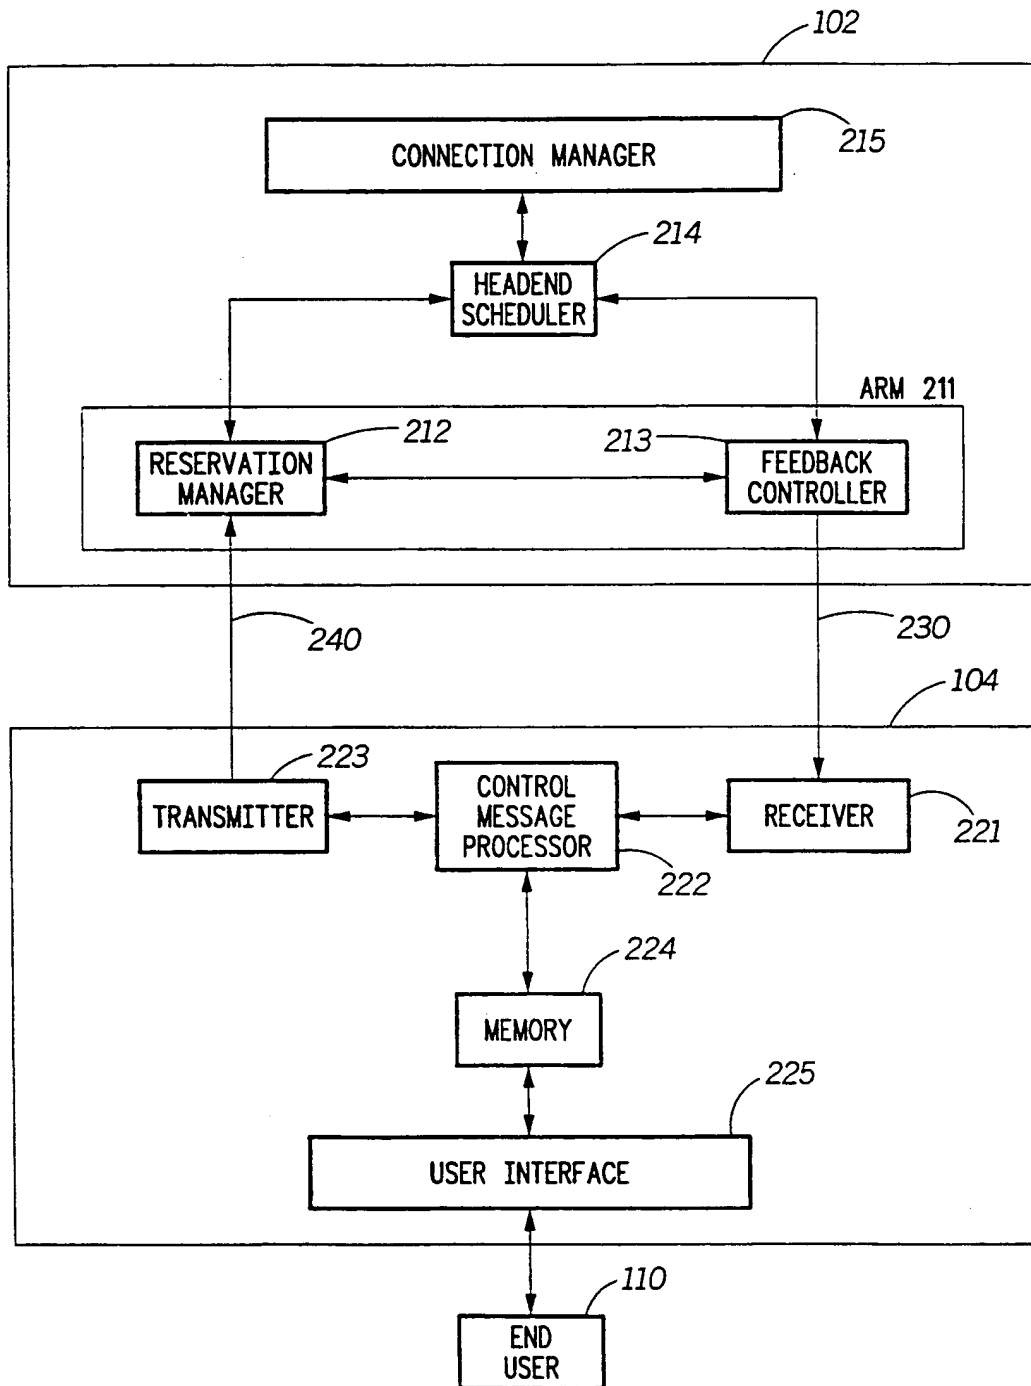 102
CONNECTION MANAGER
215
214
HEADEND
SCHEDULER
ARM 211
212
213
RESERVATION
MANAGER
FEEDBACK
CONTROLLER
240
230
104
223
TRANSMITTER
CONTROL
MESSAGE
PROCESSOR
RECEIVER
221
222
224
MEMORY
225
USER INTERFACE
110
END
USER